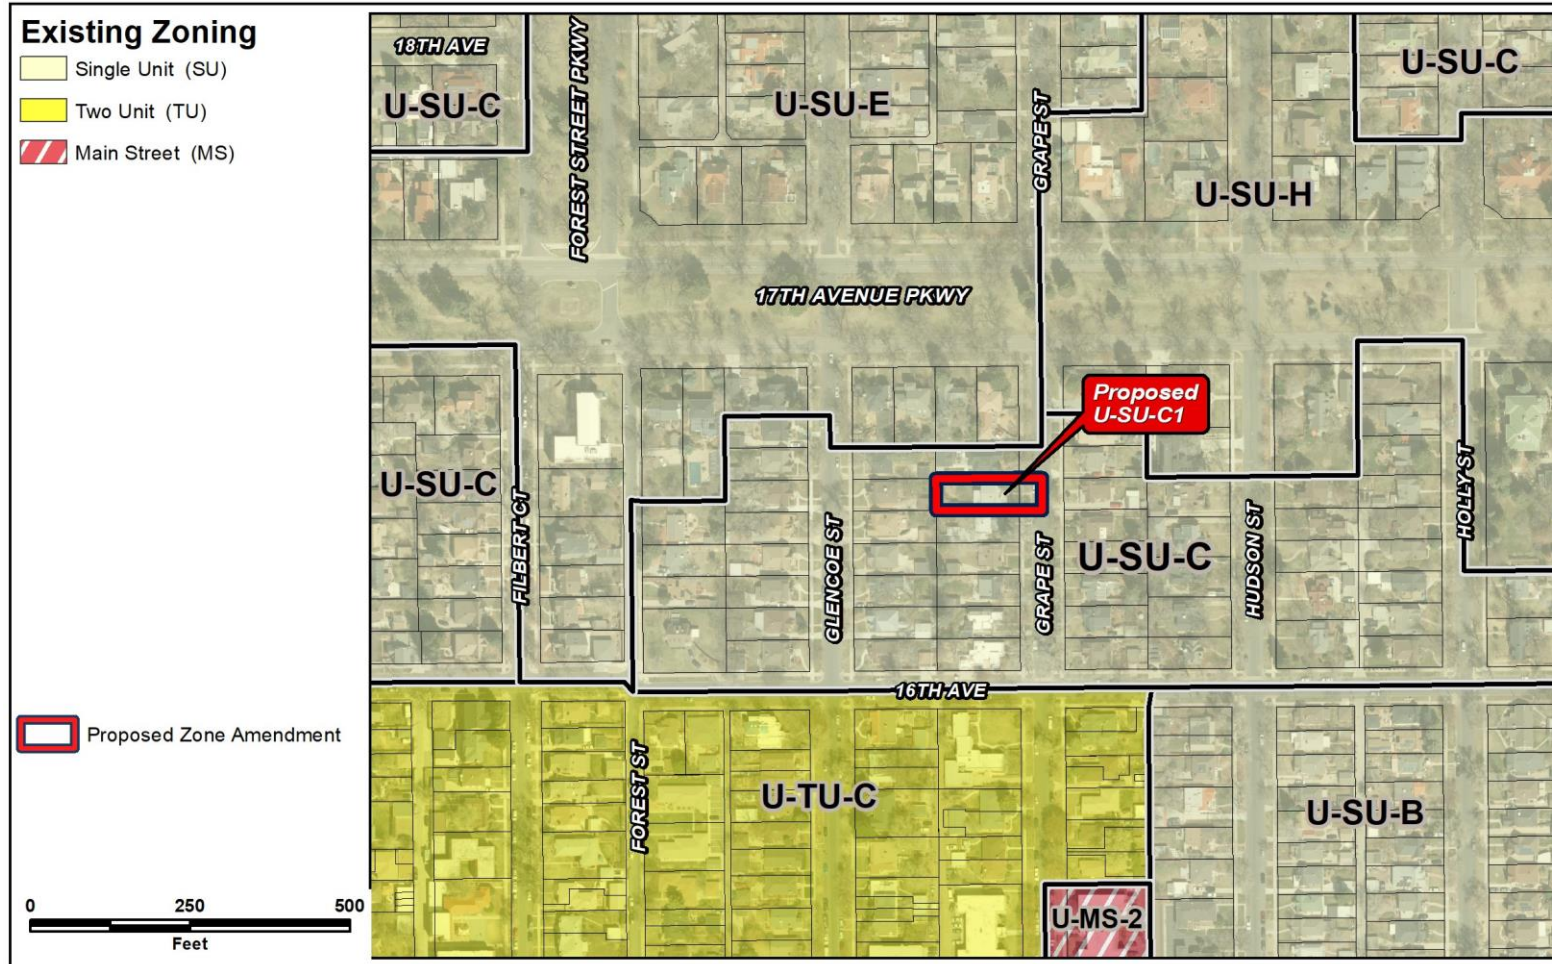 Existing Zoning
Single Unit (SU)
Two Unit (TU)
Main Street (MS)
Proposed Zone Amendment
0 250 500
Feet
18TH AVE
U-SU-C
FOREST STREET PKWY
U-SU-E
GRAPE ST
U-SU-C
U-SU-H
17TH AVENUE PKWY
Proposed
U-SU-C1
U-SU-C
FILBERT CT
GLENCOE ST
GRAPE ST
U-SU-C
HUDSON ST
HOLLY ST
16TH AVE
FOREST ST
U-TU-C
U-SU-B
U-MS-2